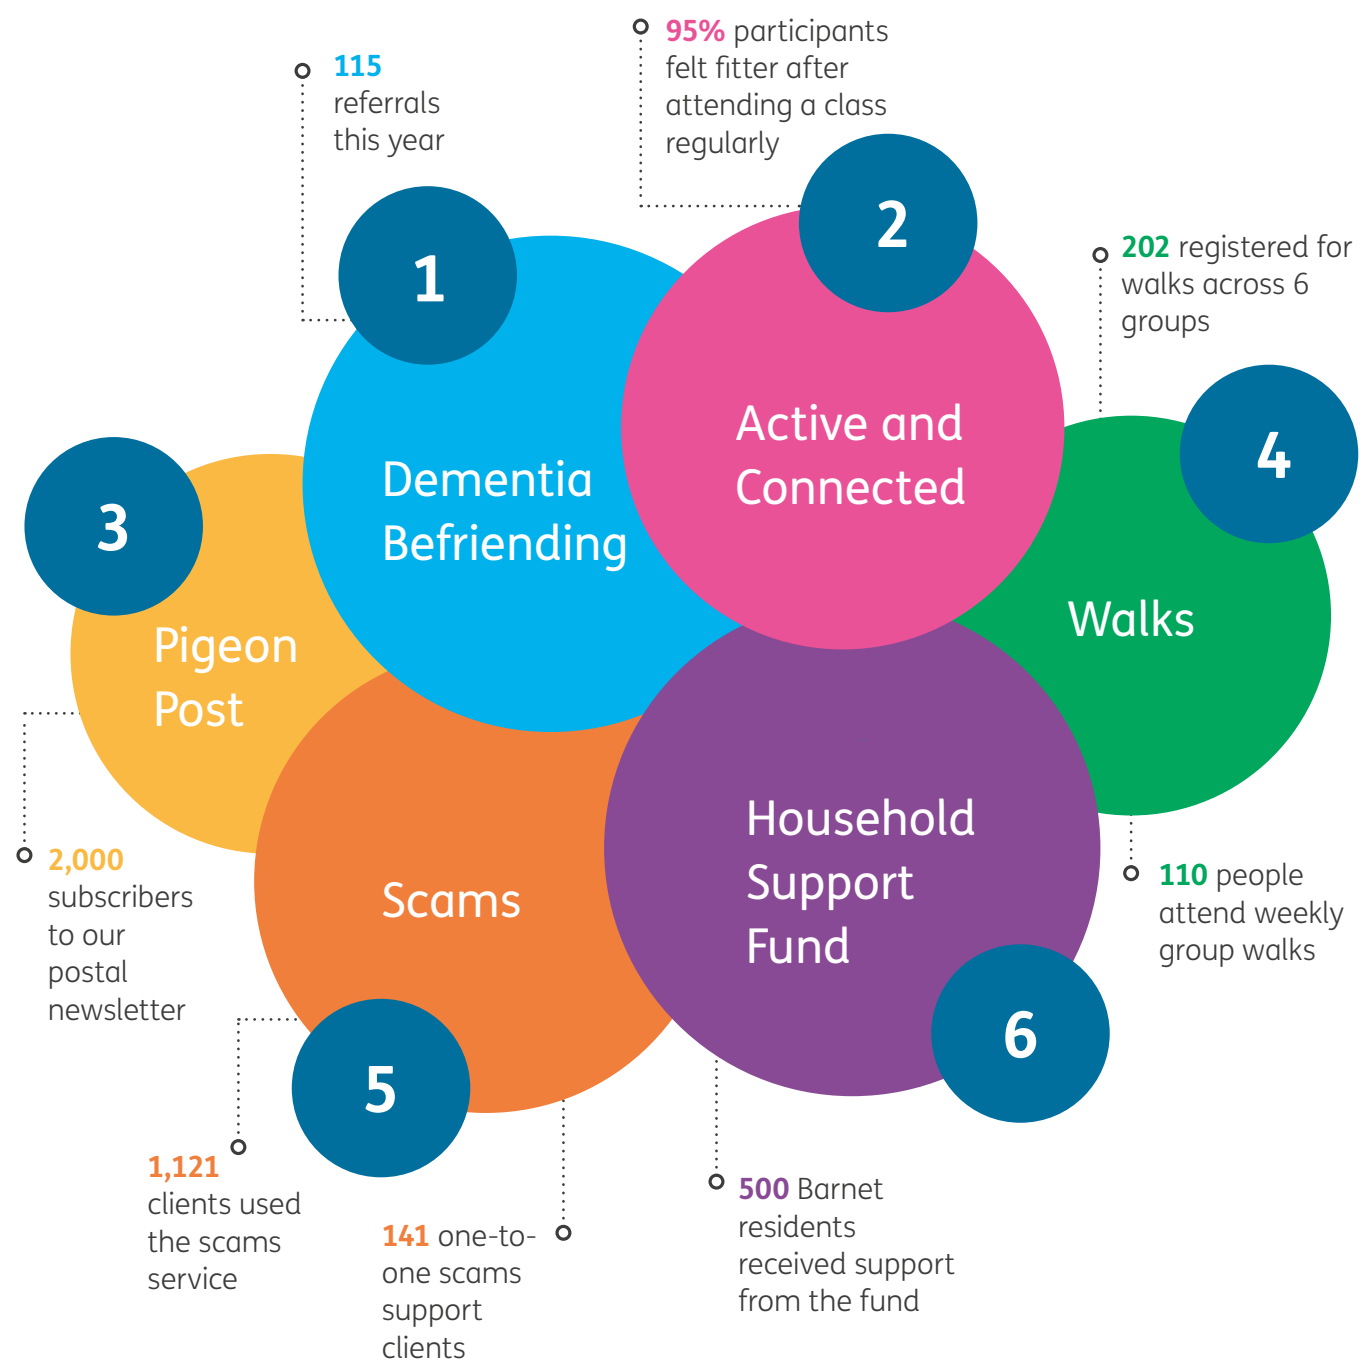 115
referrals
this year
95% participants
felt fitter after
attending a class
regularly
1
2
202 registered for
walks across 6
groups
4
3
Dementia
Befriending
Active and
Connected
Walks
Pigeon
Post
2,000
subscribers
to our
postal
newsletter
Scams
Household
Support
Fund
110 people
attend weekly
group walks
5
6
1,121
clients used
the scams
service
141 one-to-
one scams
support
clients
500 Barnet
residents
received support
from the fund